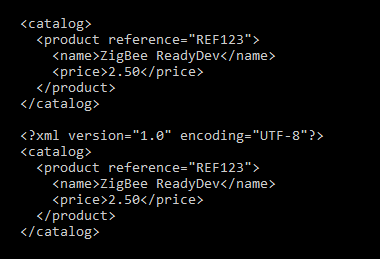 <catalog>
  <product reference="REF123">
    <name>ZigBee ReadyDev</name>
    <price>2.50</price>
  </product>
</catalog>

<?xml version="1.0" encoding="UTF-8"?>
<catalog>
  <product reference="REF123">
    <name>ZigBee ReadyDev</name>
    <price>2.50</price>
  </product>
</catalog>